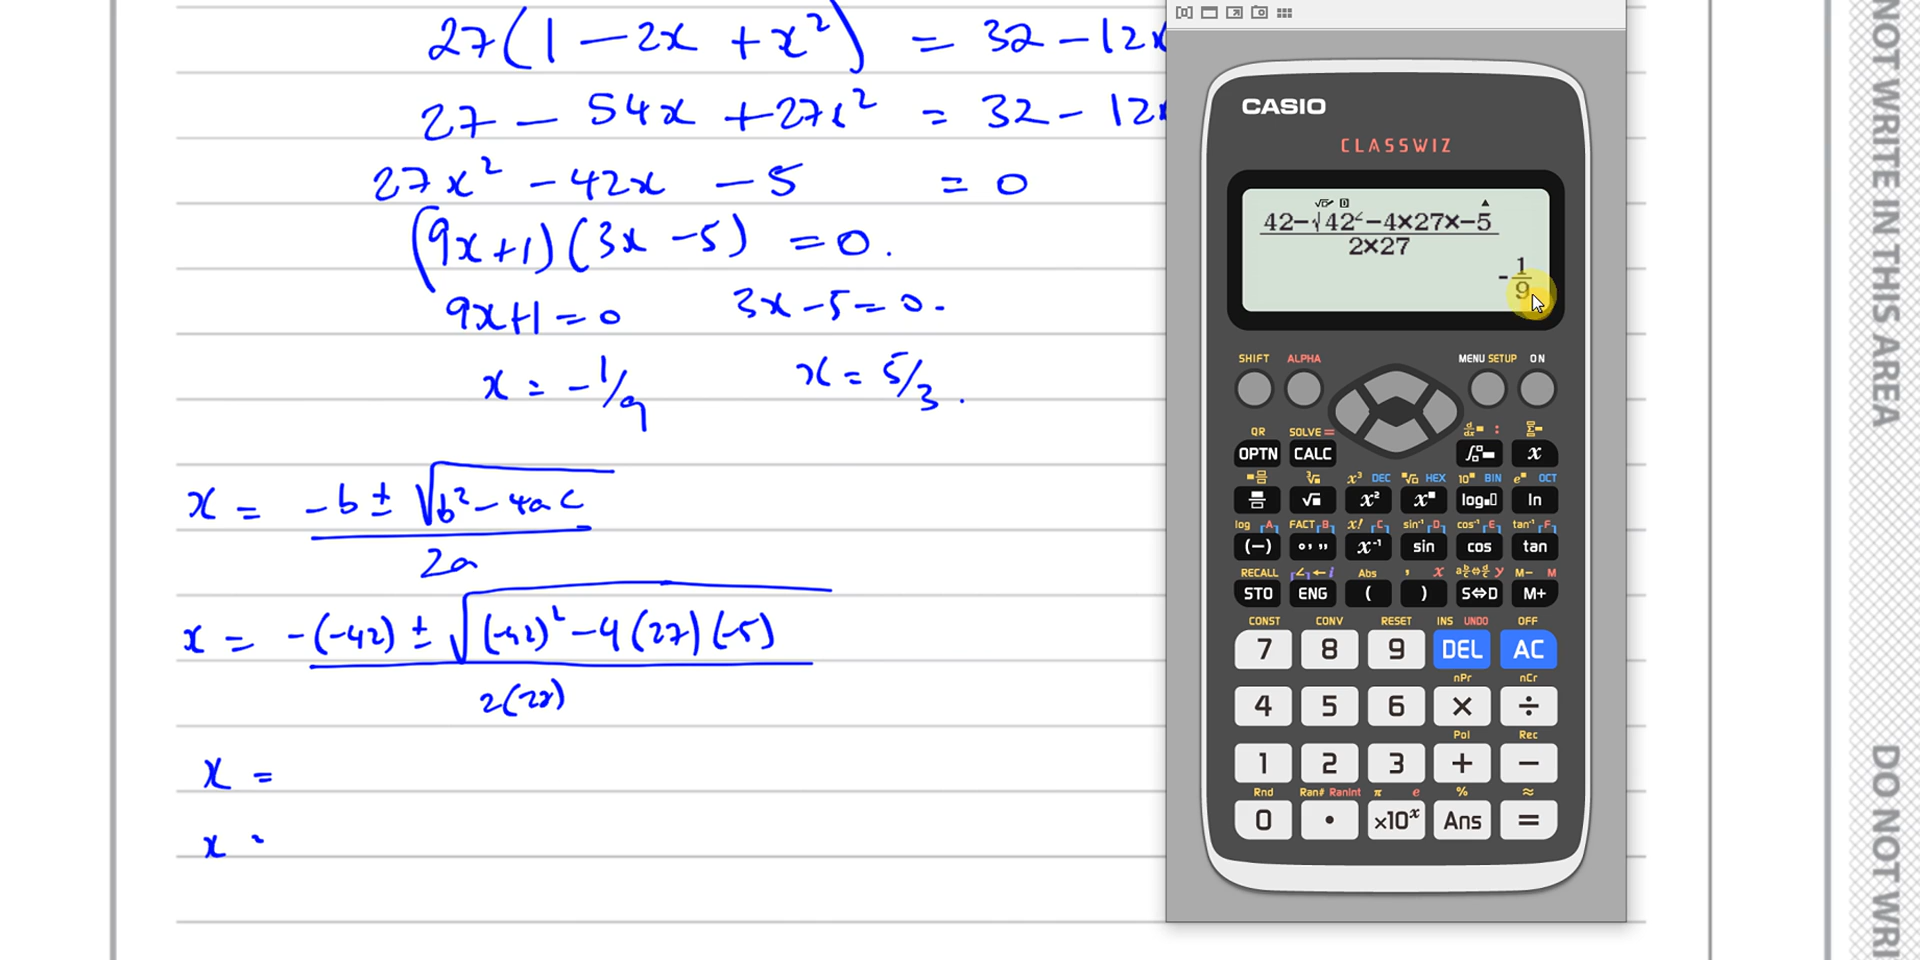 27(1 - 2x + x²) = 32 - 12x
27 - 54x + 27x² = 32 - 12x
27x² - 42x - 5 = 0
(9x+1)(3x - 5) = 0.
9x+1 = 0 3x - 5 = 0.
x = -1/9 x = 5/3.
x = -b ± √b² - 4ac
2a
x = -(-42) ± √(-42)² - 4(27)(-5)
2(27)
x =
x =
CASIO
CLASSWIZ
42-√42²-4×27×-5
2×27
-1/9
SHIFT ALPHA MENU SETUP ON
QR SOLVE =
OPTN CALC x
x³ DEC HEX 10^■ BIN e^■ OCT
√■ x² x^■ log■□ ln
log A FACT B x! C sin⁻¹ D cos⁻¹ E tan⁻¹ F
(−) ° ’ ” x⁻¹ sin cos tan
RECALL ∠ ← i Abs , x y M− M
STO ENG ( ) S⇔D M+
CONST CONV RESET INS UNDO OFF
7 8 9 DEL AC
nPr nCr
4 5 6 × ÷
Pol Rec
1 2 3 + −
Rnd Ran# RanInt π e % ≈
0 • ×10ˣ Ans =
NOT WRITE IN THIS AREA
DO NOT WRI